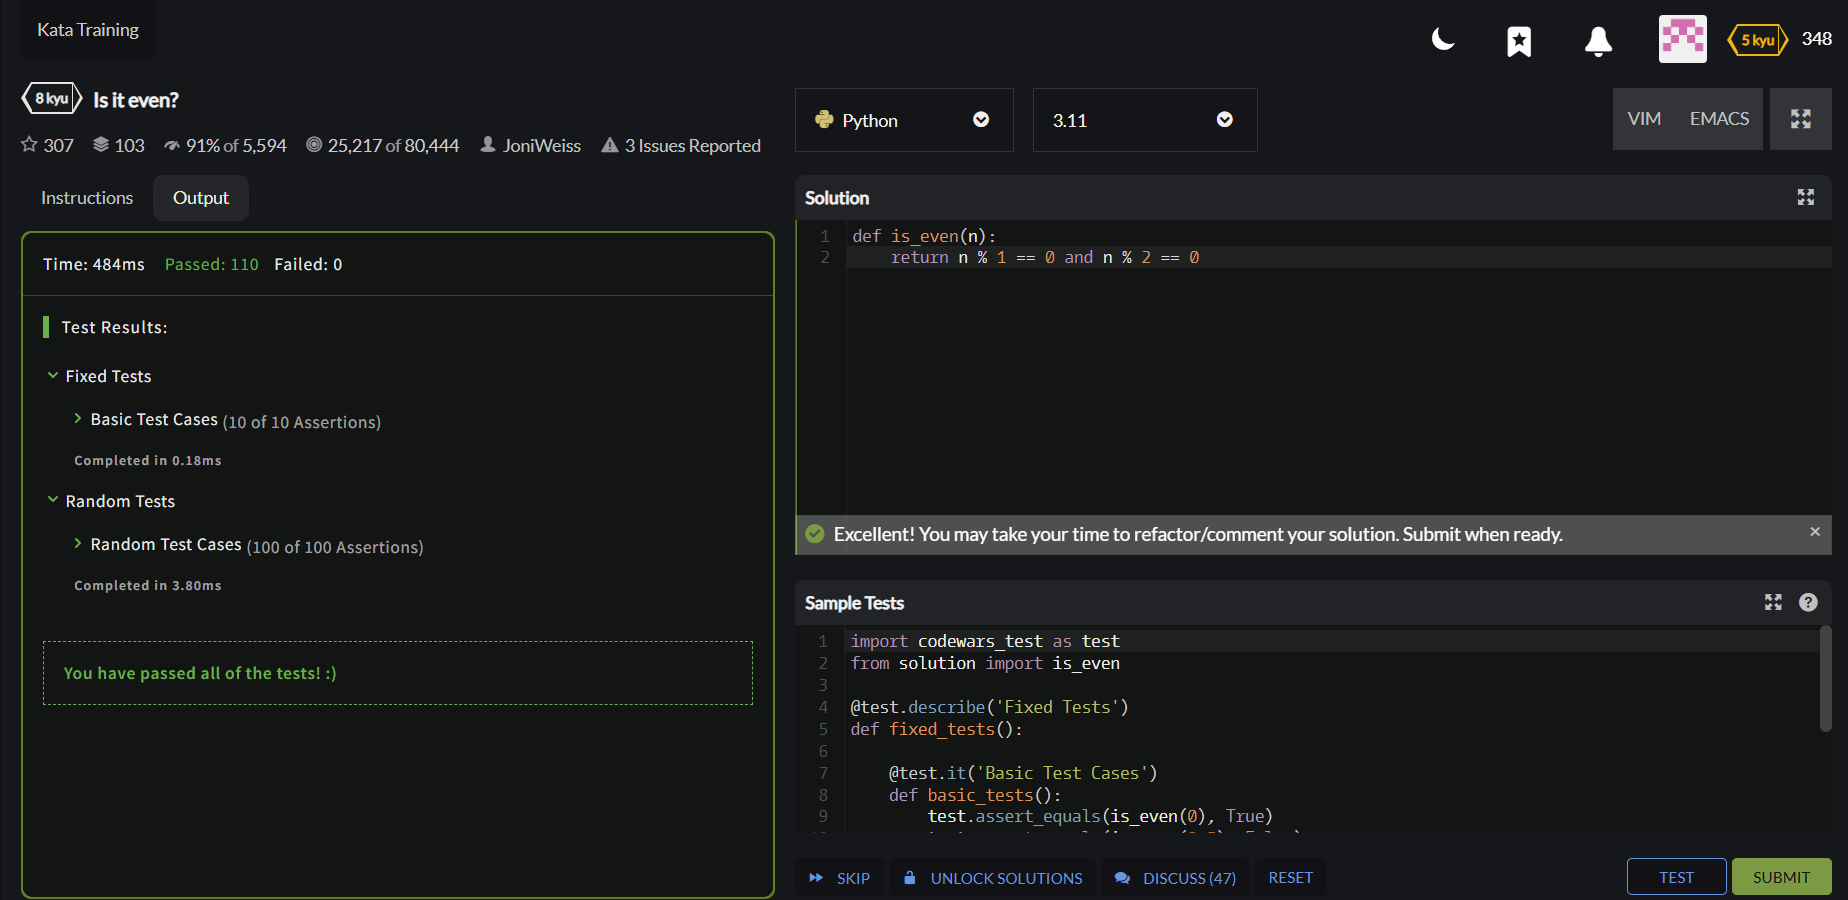 Kata Training
5 kyu 348
8 kyu Is it even?
307 103 91% of 5,594 25,217 of 80,444 JoniWeiss 3 Issues Reported
Python
3.11
VIM EMACS
Instructions Output
Time: 484ms Passed: 110 Failed: 0
Test Results:
Fixed Tests
Basic Test Cases (10 of 10 Assertions)
Completed in 0.18ms
Random Tests
Random Test Cases (100 of 100 Assertions)
Completed in 3.80ms
You have passed all of the tests! :)
Solution
1 def is_even(n):
2 return n % 1 == 0 and n % 2 == 0
Excellent! You may take your time to refactor/comment your solution. Submit when ready.
Sample Tests
1 import codewars_test as test
2 from solution import is_even
3
4 @test.describe('Fixed Tests')
5 def fixed_tests():
6
7 @test.it('Basic Test Cases')
8 def basic_tests():
9 test.assert_equals(is_even(0), True)
SKIP UNLOCK SOLUTIONS DISCUSS (47) RESET TEST SUBMIT